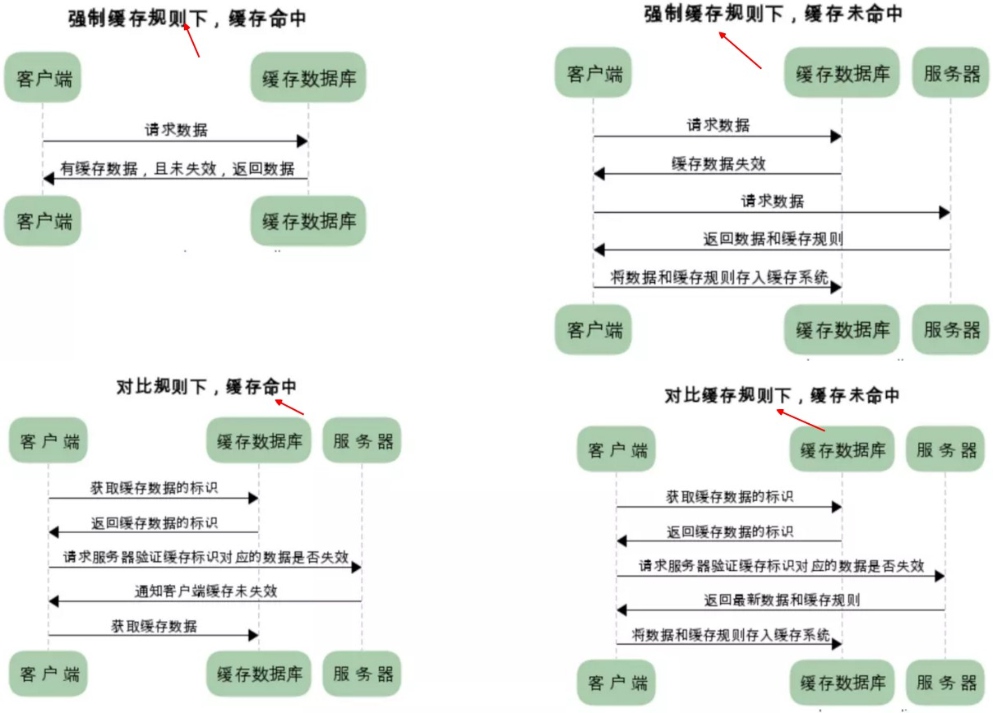 强制缓存规则下，缓存命中
客户端
缓存数据库
请求数据
有缓存数据，且未失效，返回数据
客户端
缓存数据库
强制缓存规则下，缓存未命中
客户端
缓存数据库
服务器
请求数据
缓存数据失效
请求数据
返回数据和缓存规则
将数据和缓存规则存入缓存系统
客户端
缓存数据库
服务器
对比规则下，缓存命中
客户端
缓存数据库
服务器
获取缓存数据的标识
返回缓存数据的标识
请求服务器验证缓存标识对应的数据是否失效
通知客户端缓存未失效
获取缓存数据
客户端
缓存数据库
服务器
对比缓存规则下，缓存未命中
客户端
缓存数据库
服务器
获取缓存数据的标识
返回缓存数据的标识
请求服务器验证缓存标识对应的数据是否失效
返回最新数据和缓存规则
将数据和缓存规则存入缓存系统
客户端
缓存数据库
服务器